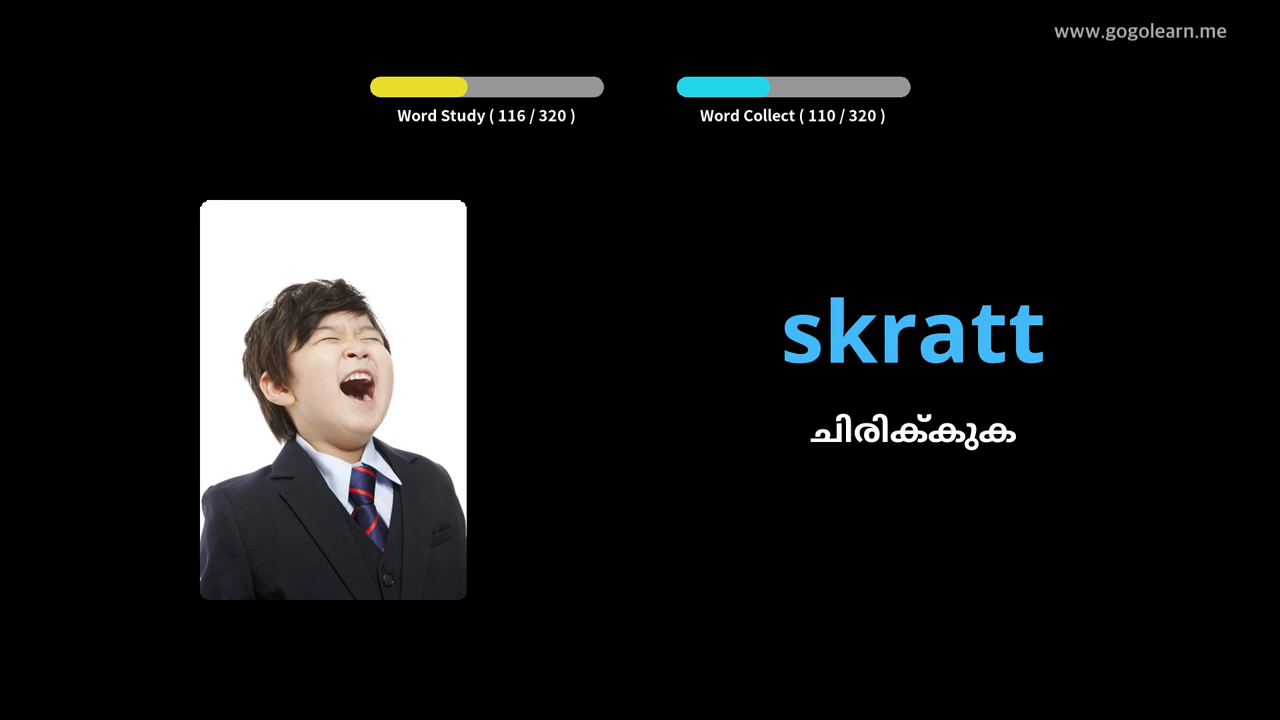 www.gogolearn.me
Word Study ( 116 / 320 )
Word Collect ( 110 / 320 )
skratt
ചിരിക്കുക